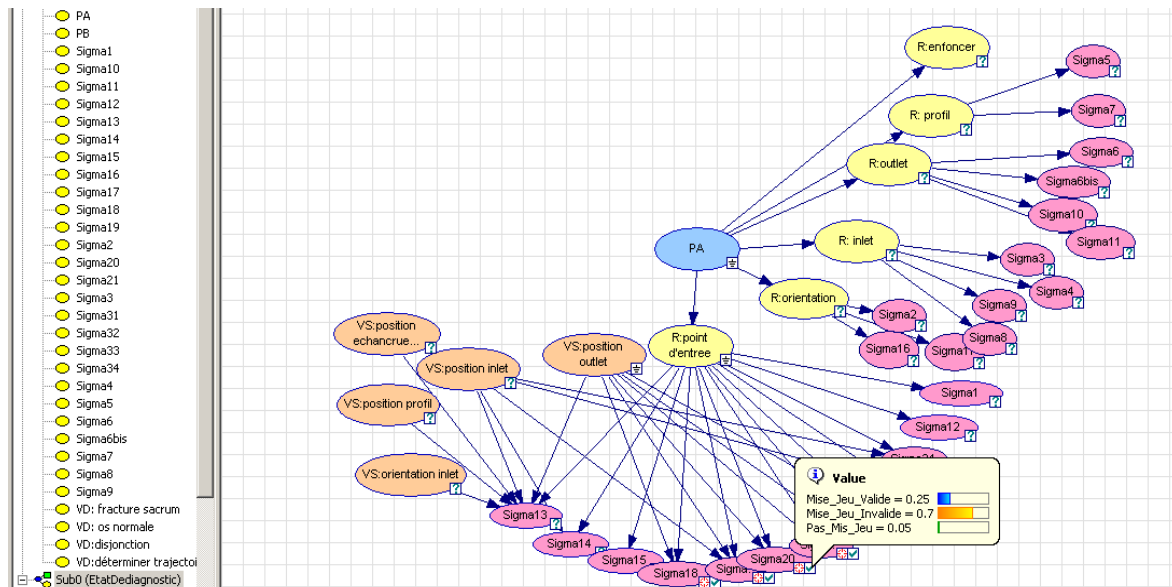 PA
PB
Sigma1
Sigma10
Sigma11
Sigma12
Sigma13
Sigma14
Sigma15
Sigma16
Sigma17
Sigma18
Sigma19
Sigma2
Sigma20
Sigma21
Sigma3
Sigma31
Sigma32
Sigma33
Sigma34
Sigma4
Sigma5
Sigma6
Sigma6bis
Sigma7
Sigma8
Sigma9
VD: fracture sacrum
VD: os normale
VD:disjonction
VD:déterminer trajectoi
Sub0 (EtatDediagnostic)
R:enfoncer
Sigma5
R: profil
Sigma7
R:outlet
Sigma6
Sigma6bis
Sigma10
Sigma11
PA
R: inlet
Sigma3
Sigma4
R:orientation
Sigma9
Sigma2
Sigma8
Sigma16
VS:position
echancrue...
VS:position
outlet
R:point
d'entree
VS:position inlet
Sigma1
VS:position profil
Sigma12
VS:orientation inlet
Value
Mise_Jeu_Valide = 0.25
Mise_Jeu_Invalide = 0.7
Pas_Mis_Jeu = 0.05
Sigma13
Sigma14
Sigma15
Sigma18
Sigma20